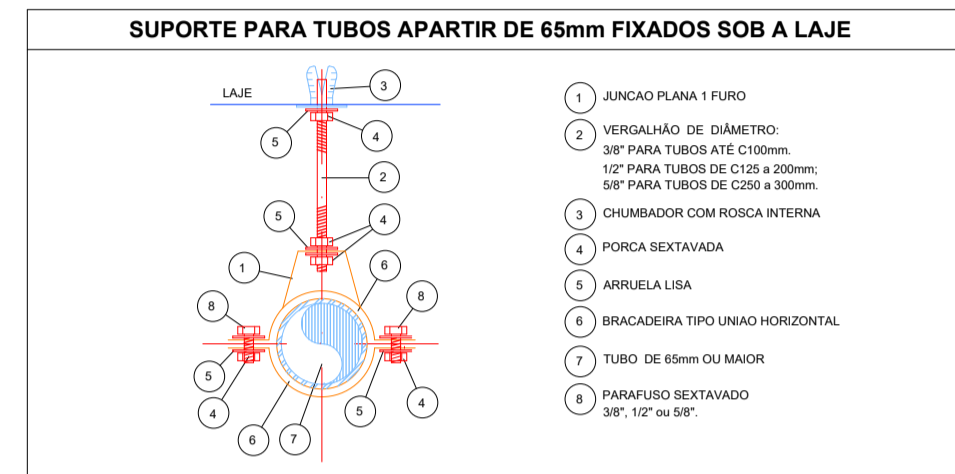 SUPORTE PARA TUBOS APARTIR DE 65mm FIXADOS SOB A LAJE
LAJE
3
5
4
2
5
4
1
6
8
8
5
4
6
7
5
4
1 JUNCAO PLANA 1 FURO
2 VERGALHÃO DE DIÂMETRO:
3/8" PARA TUBOS ATÉ C100mm.
1/2" PARA TUBOS DE C125 a 200mm;
5/8" PARA TUBOS DE C250 a 300mm.
3 CHUMBADOR COM ROSCA INTERNA
4 PORCA SEXTAVADA
5 ARRUELA LISA
6 BRACADEIRA TIPO UNIAO HORIZONTAL
7 TUBO DE 65mm OU MAIOR
8 PARAFUSO SEXTAVADO
3/8", 1/2" ou 5/8".